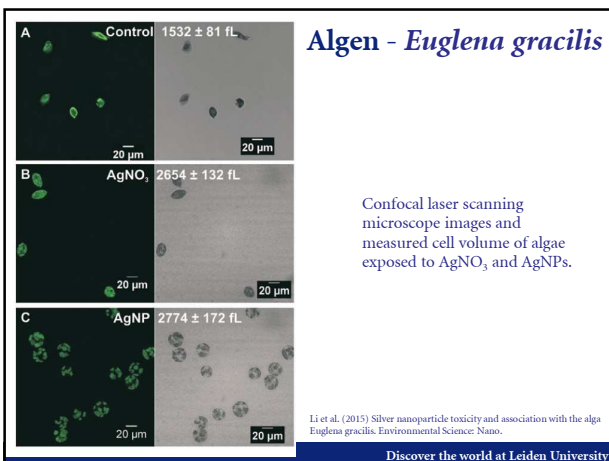 Algen - Euglena gracilis
A Control 1532 ± 81 fL
20 µm 20 µm
B AgNO₃ 2654 ± 132 fL
20 µm 20 µm
C AgNP 2774 ± 172 fL
20 µm 20 µm
Confocal laser scanning
microscope images and
measured cell volume of algae
exposed to AgNO₃ and AgNPs.
Li et al. (2015) Silver nanoparticle toxicity and association with the alga
Euglena gracilis. Environmental Science: Nano.
Discover the world at Leiden University